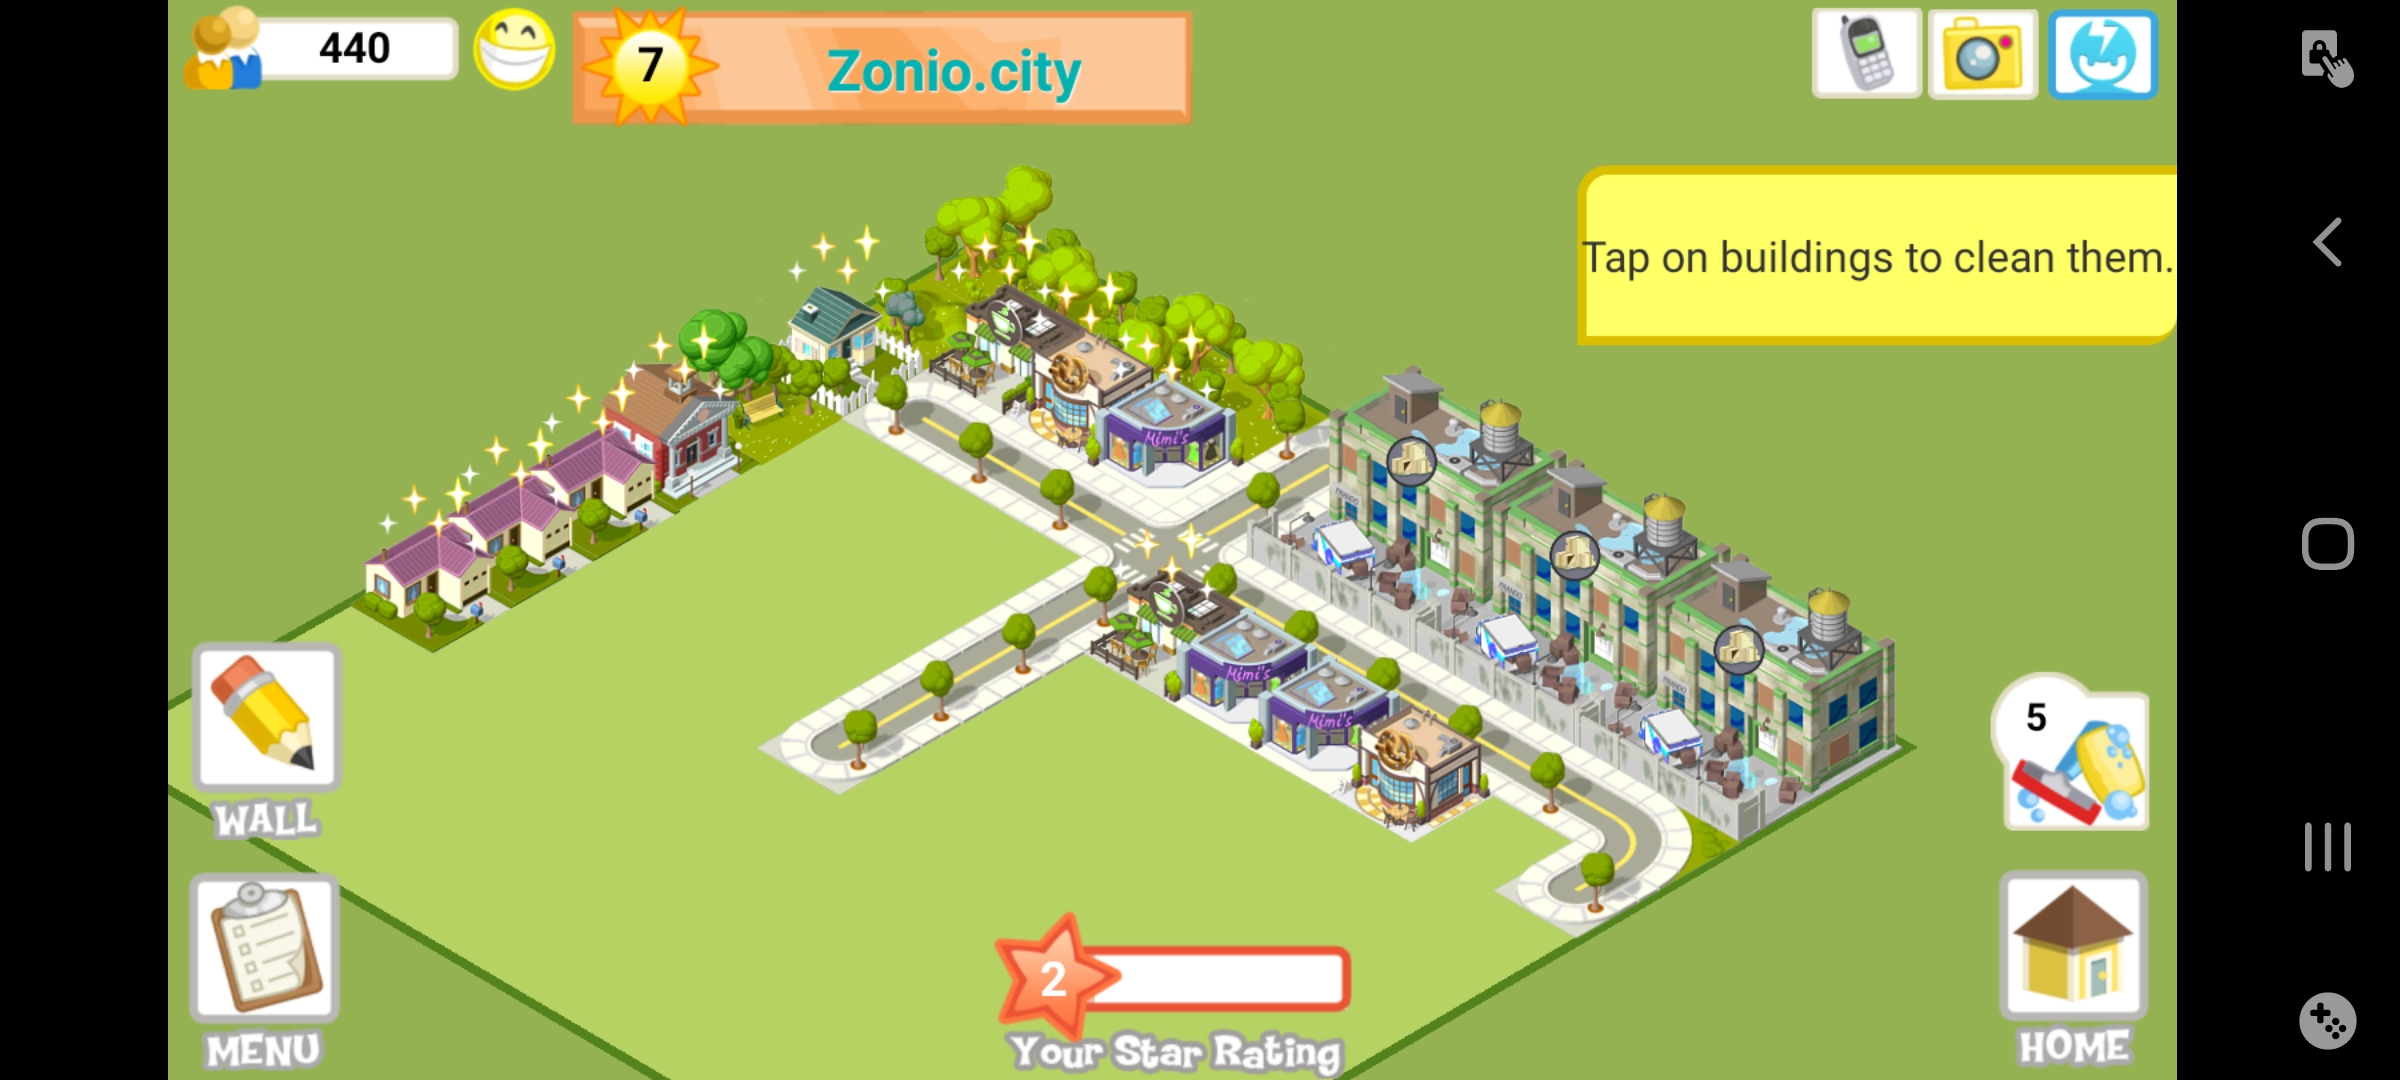 440
7
Zonio.city
Tap on buildings to clean them.
Mimi's
Mimi's
Mimi's
WALL
5
MENU
2
Your Star Rating
HOME